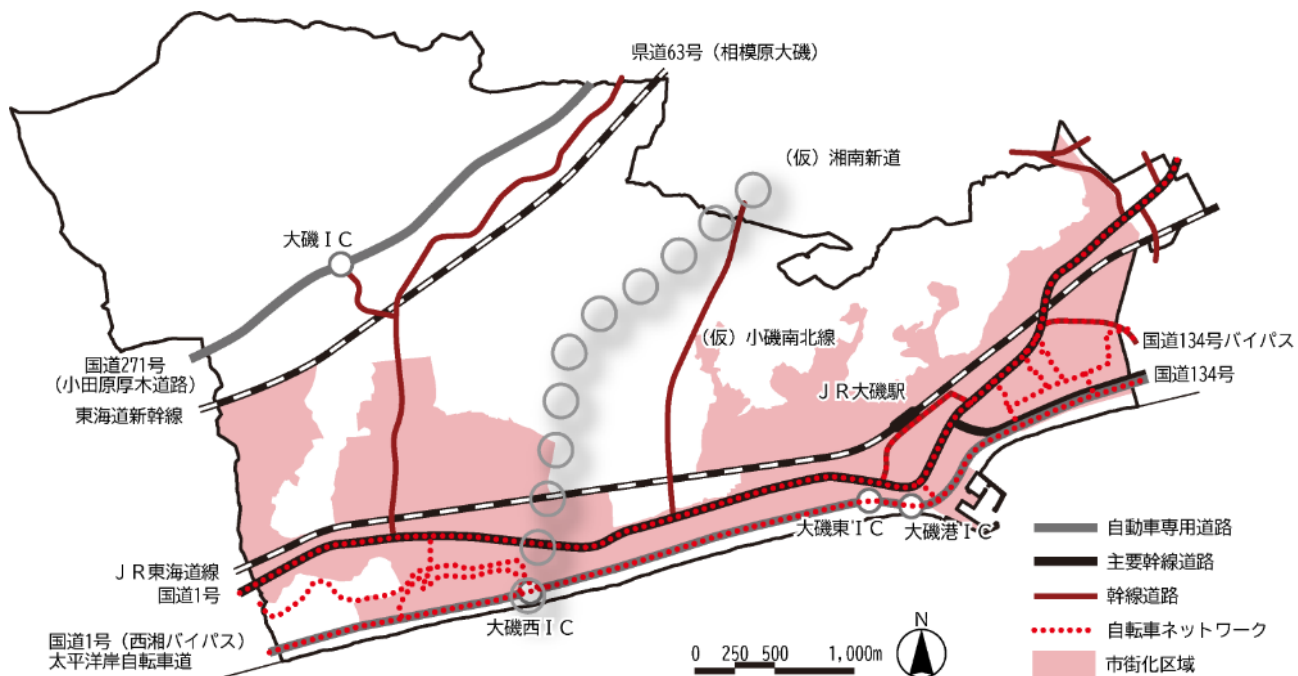 県道63号（相模原大磯）
（仮）湘南新道
大磯ＩＣ
国道271号
（小田原厚木道路）
東海道新幹線
（仮）小磯南北線
ＪＲ大磯駅
国道134号バイパス
国道134号
大磯東ＩＣ
大磯港ＩＣ
ＪＲ東海道線
国道1号
大磯西ＩＣ
国道1号（西湘バイパス）
太平洋岸自転車道
自動車専用道路
主要幹線道路
幹線道路
自転車ネットワーク
市街化区域
N
0 250 500 1,000m